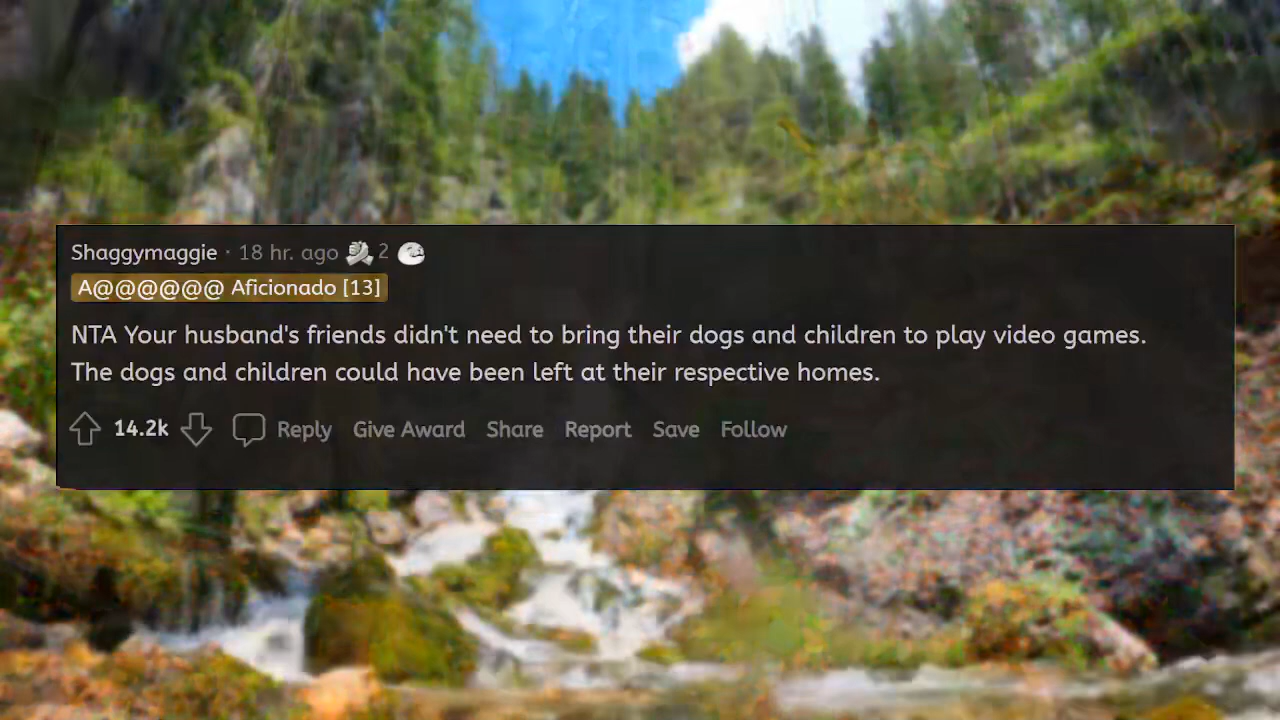 Shaggymaggie · 18 hr. ago 2
A@@@@@@ Aficionado [13]
NTA Your husband's friends didn't need to bring their dogs and children to play video games.
The dogs and children could have been left at their respective homes.
14.2k Reply Give Award Share Report Save Follow